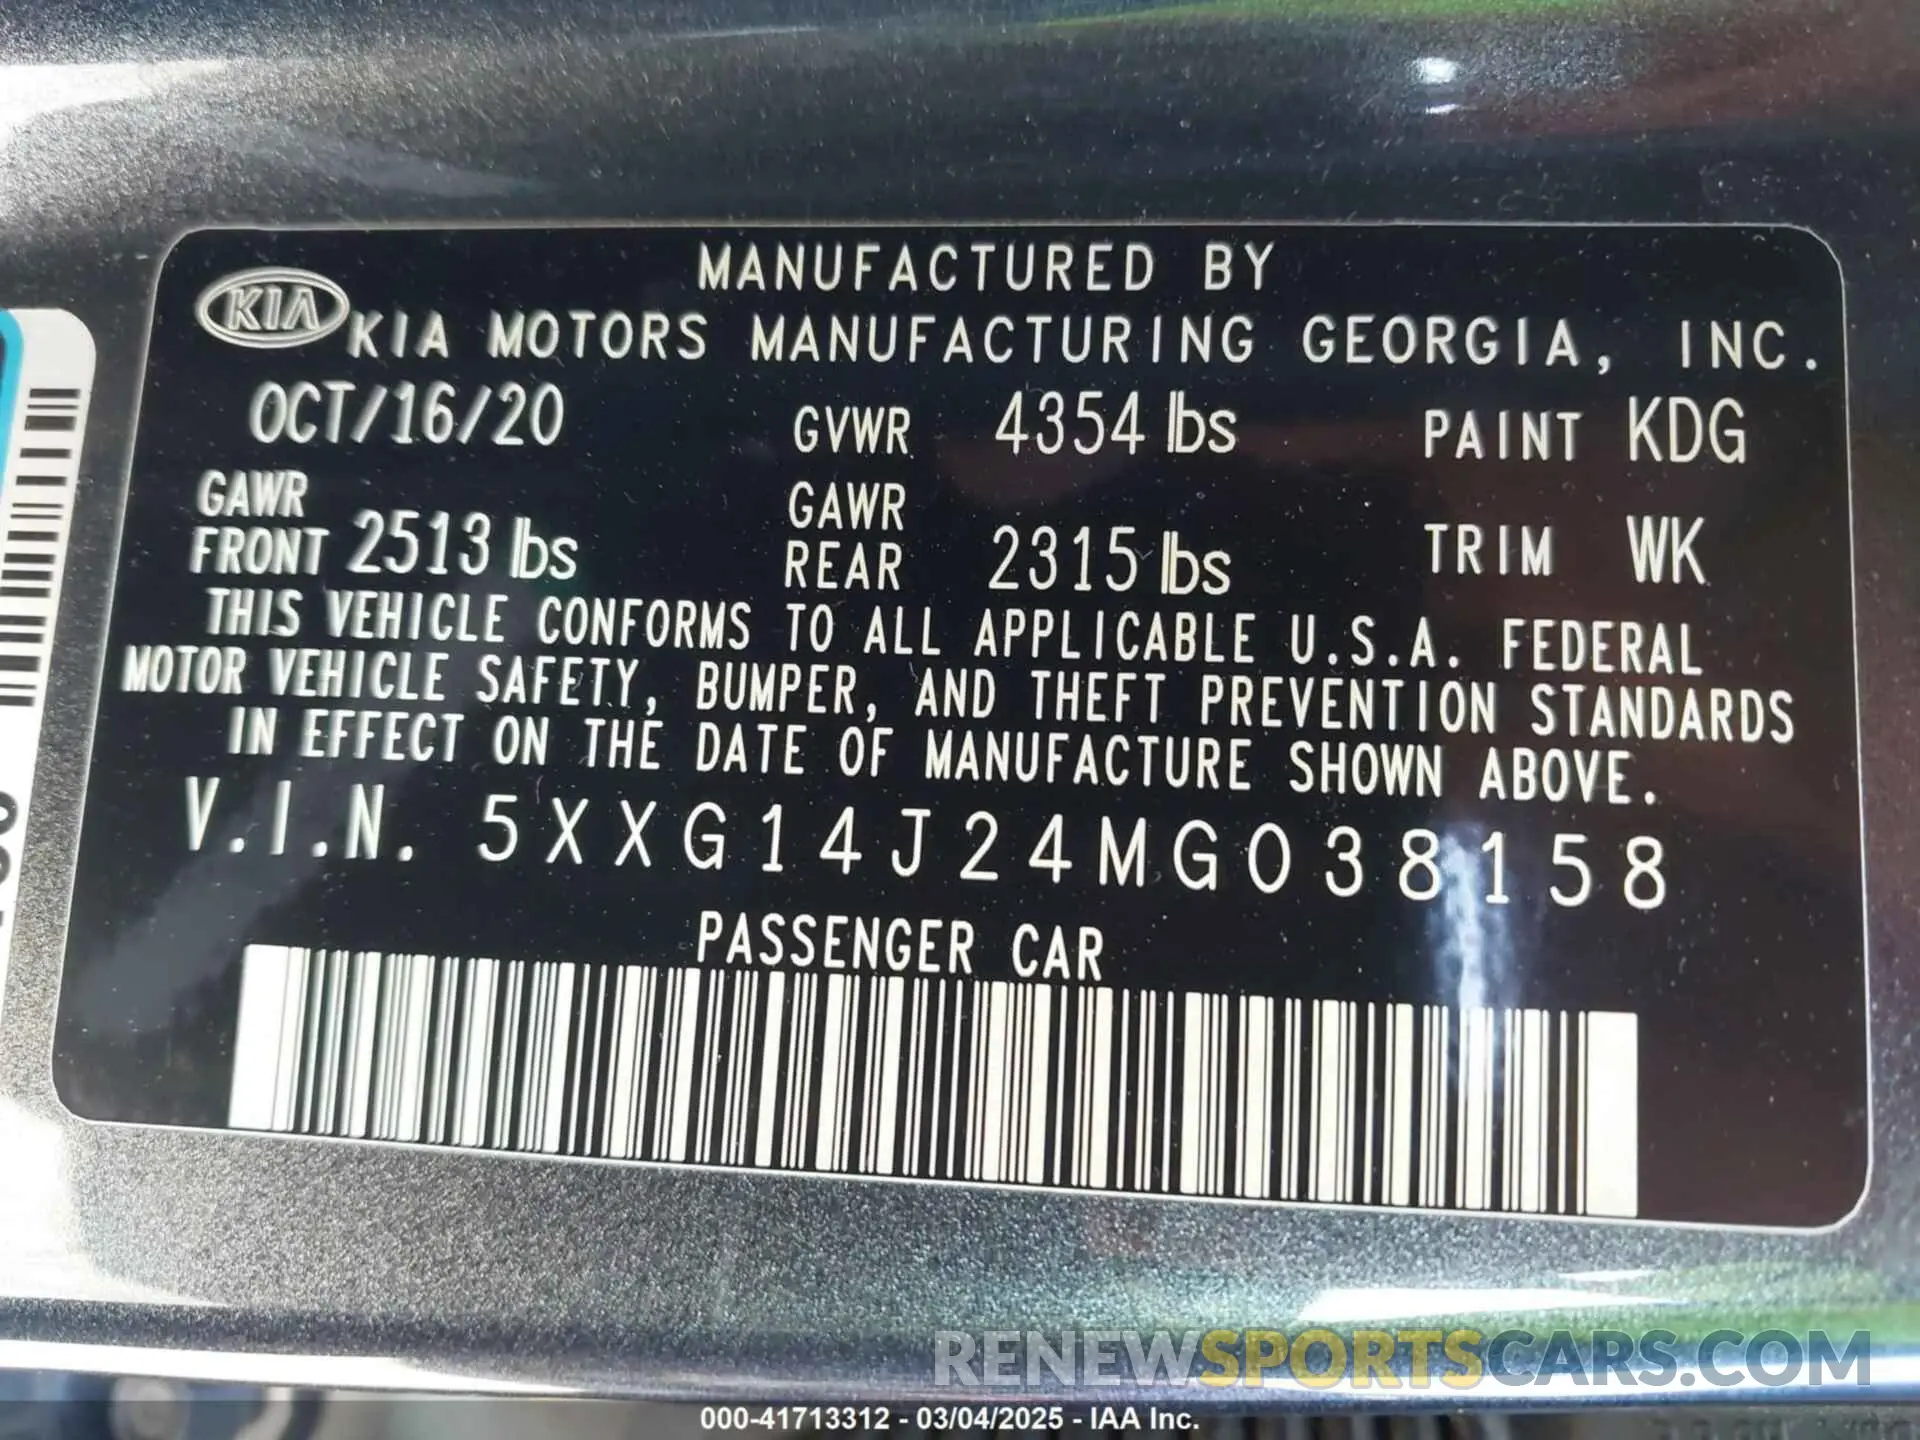 MANUFACTURED BY
KIA KIA MOTORS MANUFACTURING GEORGIA, INC.
OCT/16/20 GVWR 4354 lbs PAINT KDG
GAWR FRONT 2513 lbs GAWR REAR 2315 lbs TRIM WK
THIS VEHICLE CONFORMS TO ALL APPLICABLE U.S.A. FEDERAL
MOTOR VEHICLE SAFETY, BUMPER, AND THEFT PREVENTION STANDARDS
IN EFFECT ON THE DATE OF MANUFACTURE SHOWN ABOVE.
V.I.N. 5XXG14J24MG038158
PASSENGER CAR
RENEWSPORTSCARS.COM
000-41713312 - 03/04/2025 - IAA Inc.